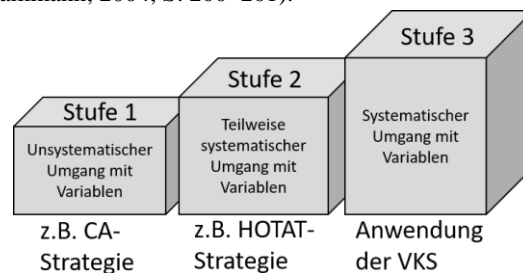 2004, S. 200–201).
Stufe 1
Unsystematischer
Umgang mit
Variablen
z.B. CA-
Strategie
Stufe 2
Teilweise
systematischer
Umgang mit
Variablen
z.B. HOTAT-
Strategie
Stufe 3
Systematischer
Umgang mit
Variablen
Anwendung
der VKS